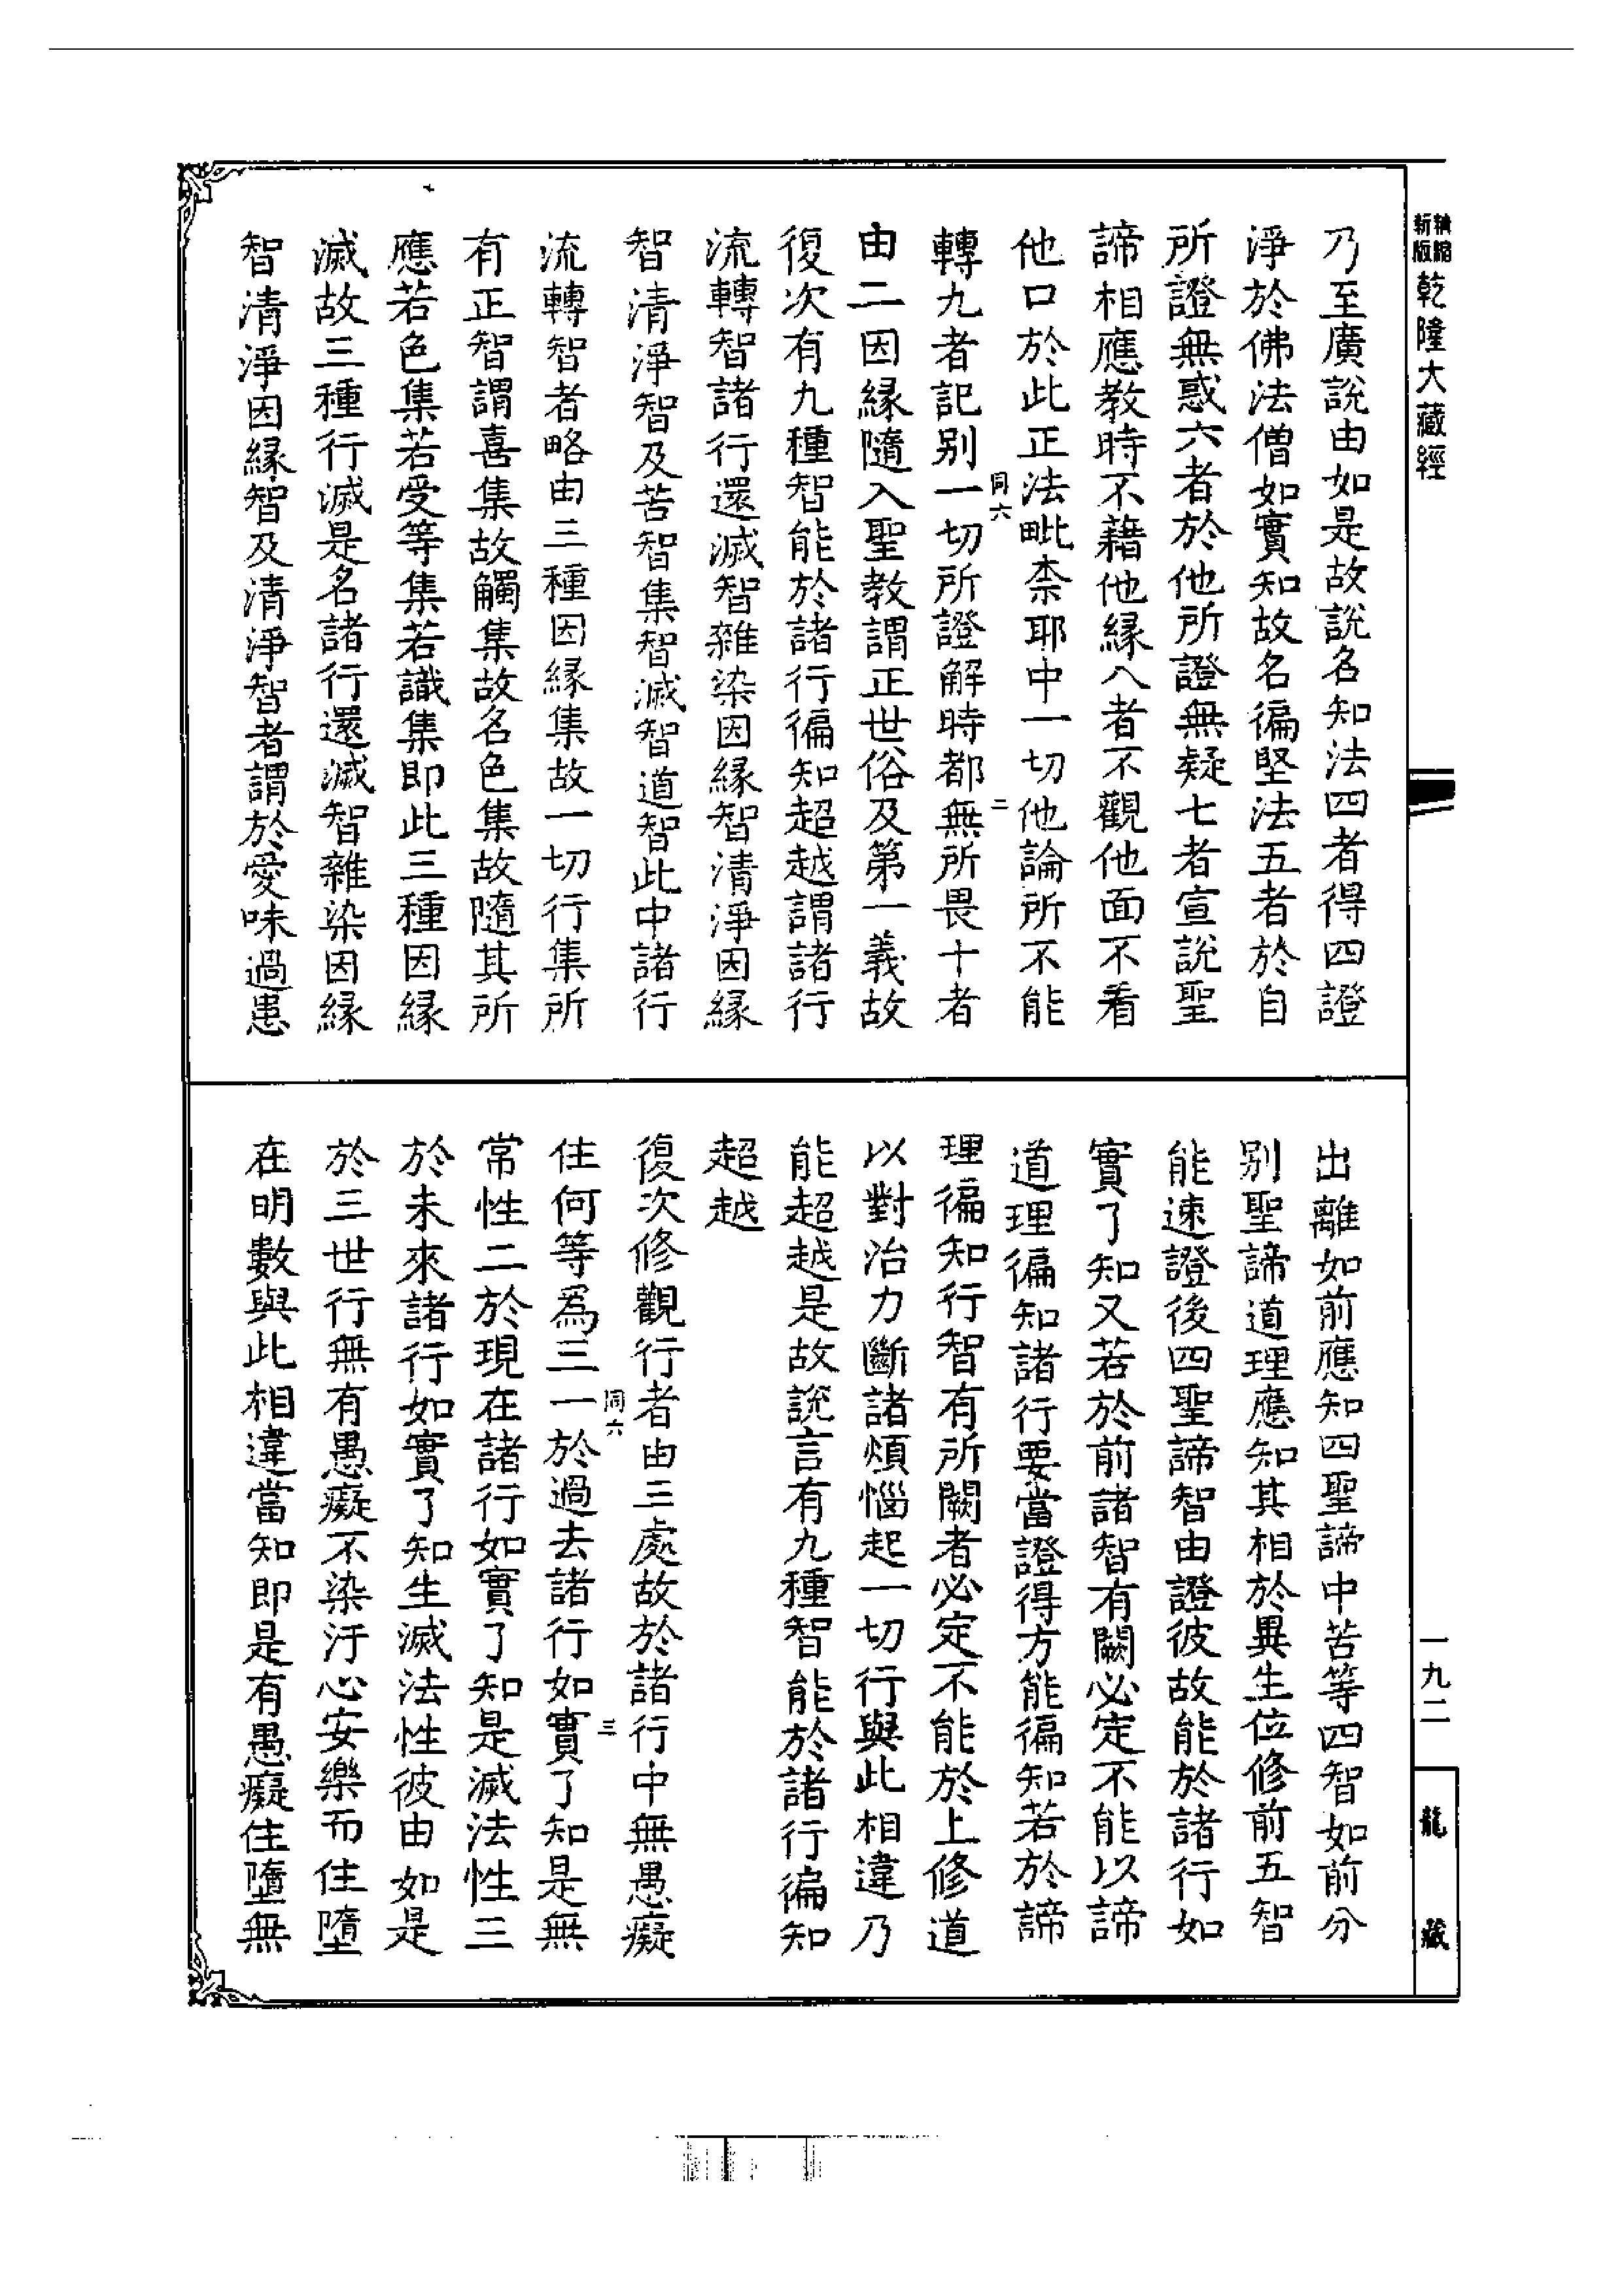 新版
精縮
乾隆大藏經
乃至廣說由如是故說名知法四者得四證
淨於佛法僧如實知故名徧堅法五者於自
所證無惑六者於他所證無疑七者宣說聖
諦相應教時不藉他緣八者不觀他面不看
他口於此正法毗柰耶中一切他論所不能
同六
二
轉九者記別一切所證解時都無所畏十者
由二因緣隨入聖教謂正世俗及第一義故
復次有九種智能於諸行徧知超越謂諸行
流轉智諸行還滅智雜染因緣智清淨因緣
智清淨智及苦智集智滅智道智此中諸行
流轉智者略由三種因緣集故一切行集所
有正智謂喜集故觸集故名色集故隨其所
應若色集若受等集若識集即此三種因緣
滅故三種行滅是名諸行還滅智雜染因緣
智清淨因緣智及清淨智者謂於愛味過患
出離如前應知四聖諦中苦等四智如前分
別聖諦道理應知其相於異生位修前五智
能速證後四聖諦智由證彼故能於諸行如
實了知又若於前諸智有闕必定不能以諦
道理徧知諸行要當證得方能徧知若於諦
理徧知行智有所闕者必定不能於上修道
以對治力斷諸煩惱起一切行與此相違乃
能超越是故說言有九種智能於諸行徧知
超越
復次修觀行者由三處故於諸行中無愚癡
同六
三
住何等為三一於過去諸行如實了知是無
常性二於現在諸行如實了知是滅法性三
於未來諸行如實了知生滅法性彼由如是
於三世行無有愚癡不染汙心安樂而住墮
在明數與此相違當知即是有愚癡住墮無
一九二
龍藏